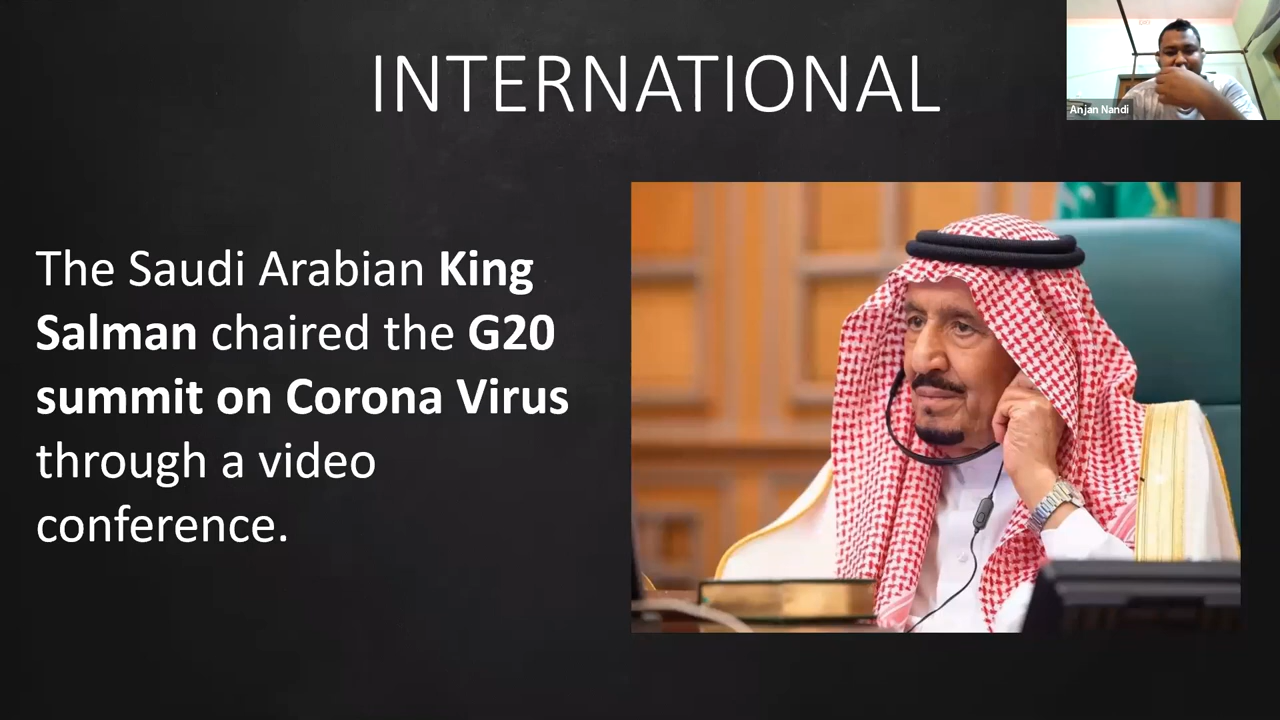 INTERNATIONAL
Anjan Nandi
The Saudi Arabian King
Salman chaired the G20
summit on Corona Virus
through a video
conference.